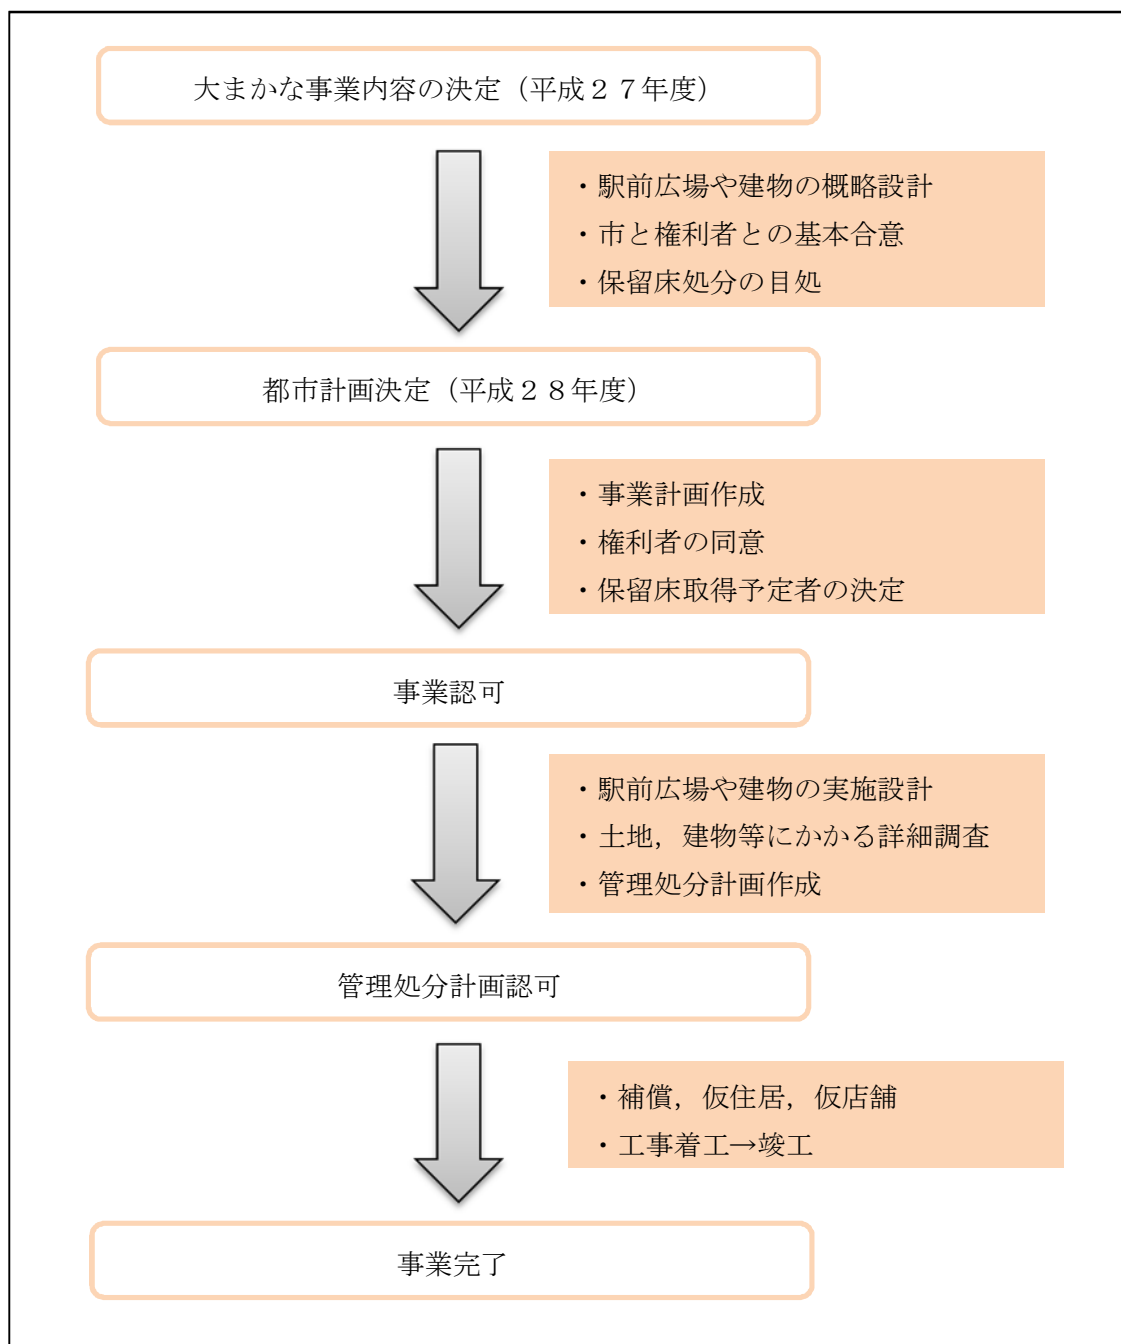 大まかな事業内容の決定（平成２７年度）
・駅前広場や建物の概略設計
・市と権利者との基本合意
・保留床処分の目処
都市計画決定（平成２８年度）
・事業計画作成
・権利者の同意
・保留床取得予定者の決定
事業認可
・駅前広場や建物の実施設計
・土地，建物等にかかる詳細調査
・管理処分計画作成
管理処分計画認可
・補償，仮住居，仮店舗
・工事着工→竣工
事業完了